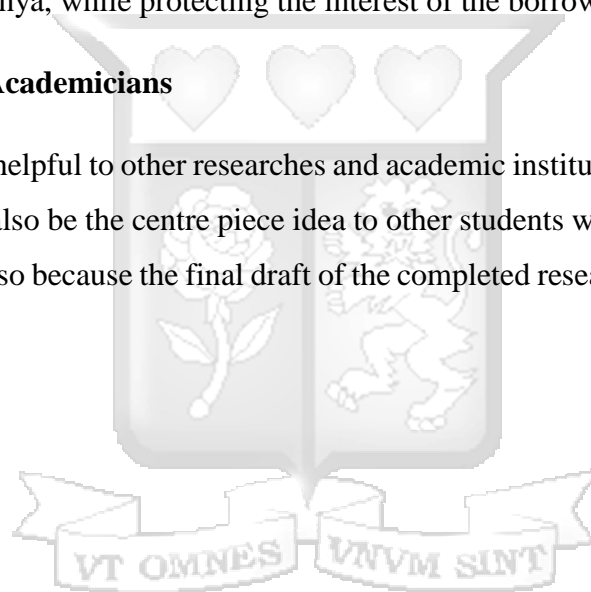 nya, while protecting the interest of the borrow
Academicians
helpful to other researches and academic institu
also be the centre piece idea to other students w
so because the final draft of the completed resea
VT OMNES VNVM SINT